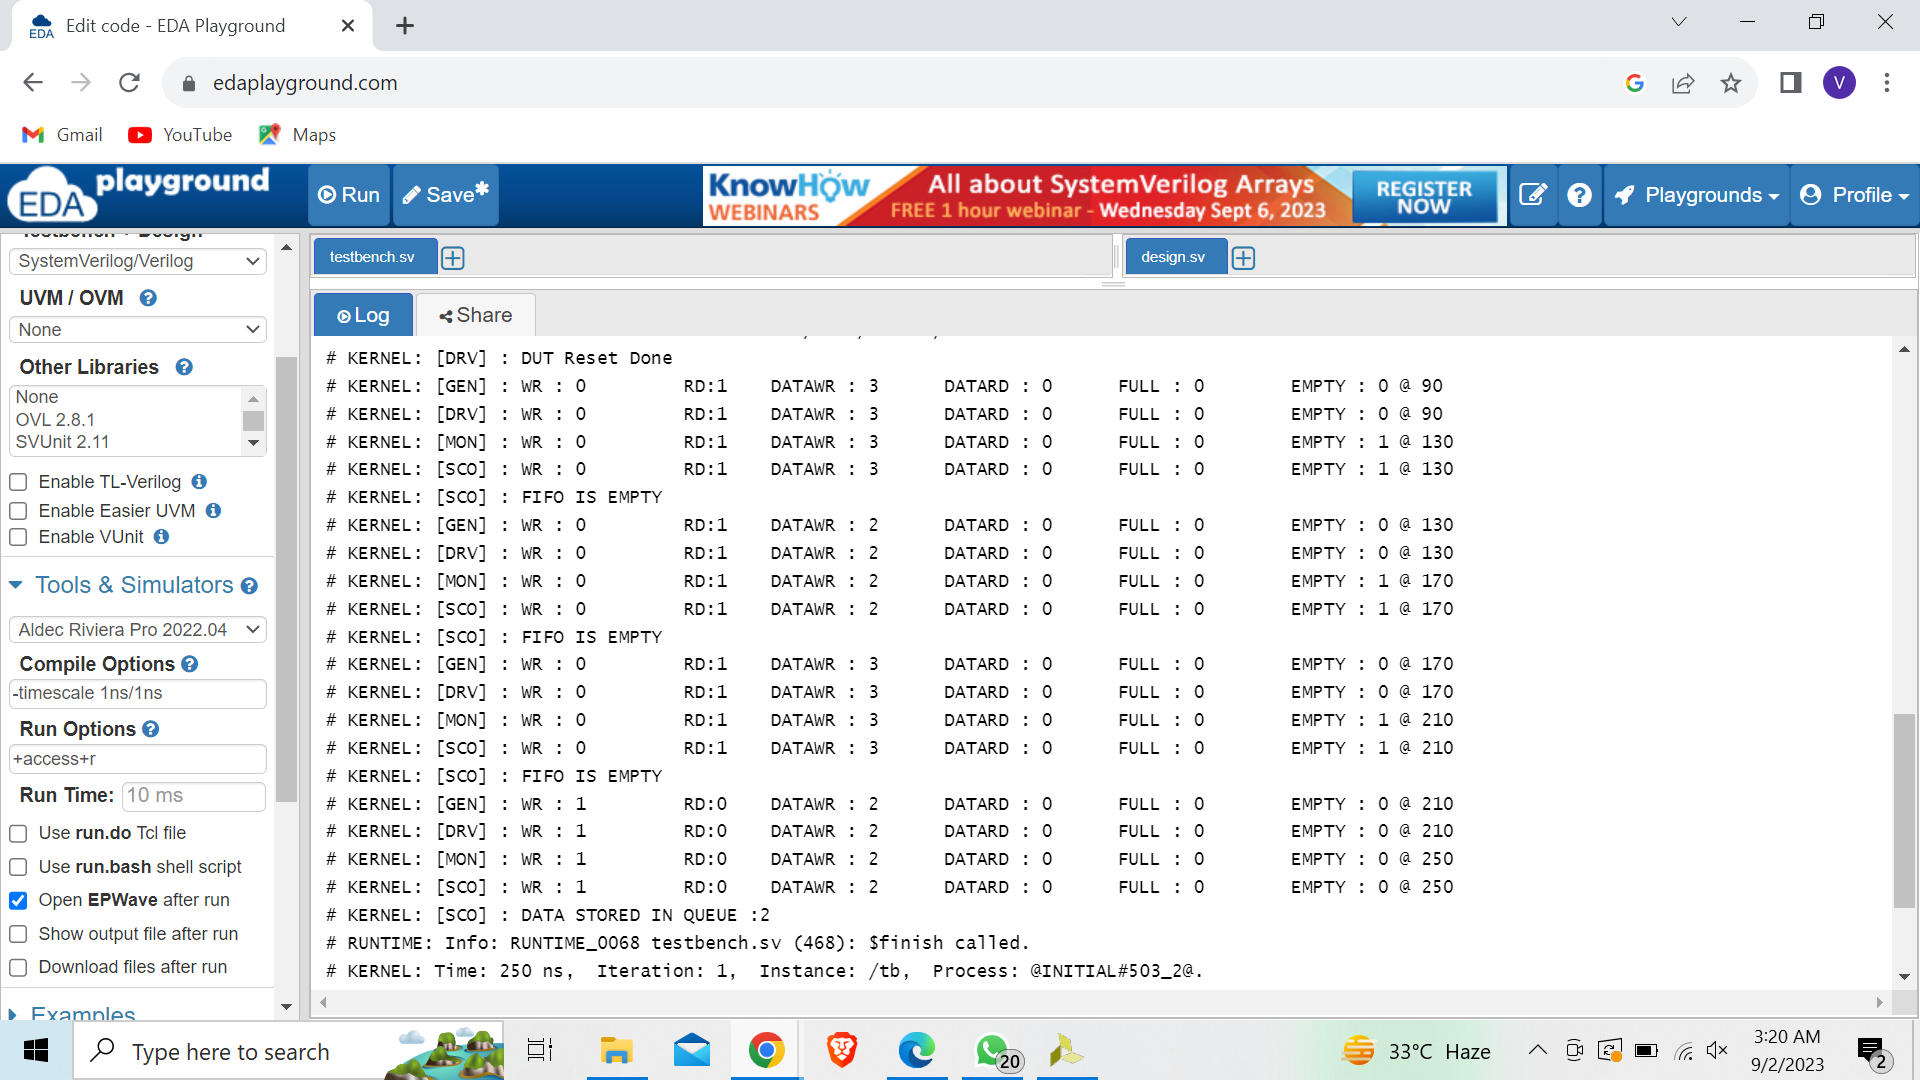 Edit code - EDA Playground
edaplayground.com
V
Gmail YouTube Maps
EDA playground Run Save*
KnowHow WEBINARS
All about SystemVerilog Arrays
FREE 1 hour webinar - Wednesday Sept 6, 2023
REGISTER NOW
Playgrounds Profile
Testbench + Design
SystemVerilog/Verilog
UVM / OVM
None
Other Libraries
None
OVL 2.8.1
SVUnit 2.11
Enable TL-Verilog
Enable Easier UVM
Enable VUnit
Tools & Simulators
Aldec Riviera Pro 2022.04
Compile Options
-timescale 1ns/1ns
Run Options
+access+r
Run Time: 10 ms
Use run.do Tcl file
Use run.bash shell script
Open EPWave after run
Show output file after run
Download files after run
Examples
testbench.sv
design.sv
Log Share
# KERNEL: [DRV] : DUT Reset Done
# KERNEL: [GEN] : WR : 0 RD:1 DATAWR : 3 DATARD : 0 FULL : 0 EMPTY : 0 @ 90
# KERNEL: [DRV] : WR : 0 RD:1 DATAWR : 3 DATARD : 0 FULL : 0 EMPTY : 0 @ 90
# KERNEL: [MON] : WR : 0 RD:1 DATAWR : 3 DATARD : 0 FULL : 0 EMPTY : 1 @ 130
# KERNEL: [SCO] : WR : 0 RD:1 DATAWR : 3 DATARD : 0 FULL : 0 EMPTY : 1 @ 130
# KERNEL: [SCO] : FIFO IS EMPTY
# KERNEL: [GEN] : WR : 0 RD:1 DATAWR : 2 DATARD : 0 FULL : 0 EMPTY : 0 @ 130
# KERNEL: [DRV] : WR : 0 RD:1 DATAWR : 2 DATARD : 0 FULL : 0 EMPTY : 0 @ 130
# KERNEL: [MON] : WR : 0 RD:1 DATAWR : 2 DATARD : 0 FULL : 0 EMPTY : 1 @ 170
# KERNEL: [SCO] : WR : 0 RD:1 DATAWR : 2 DATARD : 0 FULL : 0 EMPTY : 1 @ 170
# KERNEL: [SCO] : FIFO IS EMPTY
# KERNEL: [GEN] : WR : 0 RD:1 DATAWR : 3 DATARD : 0 FULL : 0 EMPTY : 0 @ 170
# KERNEL: [DRV] : WR : 0 RD:1 DATAWR : 3 DATARD : 0 FULL : 0 EMPTY : 0 @ 170
# KERNEL: [MON] : WR : 0 RD:1 DATAWR : 3 DATARD : 0 FULL : 0 EMPTY : 1 @ 210
# KERNEL: [SCO] : WR : 0 RD:1 DATAWR : 3 DATARD : 0 FULL : 0 EMPTY : 1 @ 210
# KERNEL: [SCO] : FIFO IS EMPTY
# KERNEL: [GEN] : WR : 1 RD:0 DATAWR : 2 DATARD : 0 FULL : 0 EMPTY : 0 @ 210
# KERNEL: [DRV] : WR : 1 RD:0 DATAWR : 2 DATARD : 0 FULL : 0 EMPTY : 0 @ 210
# KERNEL: [MON] : WR : 1 RD:0 DATAWR : 2 DATARD : 0 FULL : 0 EMPTY : 0 @ 250
# KERNEL: [SCO] : WR : 1 RD:0 DATAWR : 2 DATARD : 0 FULL : 0 EMPTY : 0 @ 250
# KERNEL: [SCO] : DATA STORED IN QUEUE :2
# RUNTIME: Info: RUNTIME_0068 testbench.sv (468): $finish called.
# KERNEL: Time: 250 ns, Iteration: 1, Instance: /tb, Process: @INITIAL#503_2@.
Type here to search
20
33°C Haze
3:20 AM
9/2/2023
2